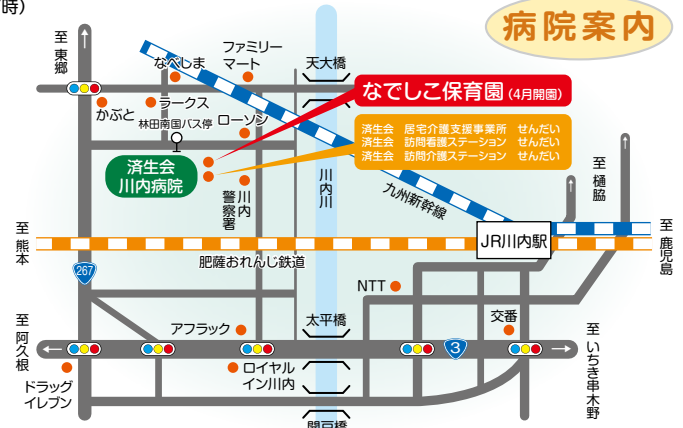 時）
病院案内
至
東
郷
ファミリー
マート
なべしま
天大橋
なでしこ保育園（4月開園）
かぶと
ラークス
林田南国バス停
ローソン
済生会　居宅介護支援事業所　せんだい
済生会　訪問看護ステーション　せんだい
済生会　訪問介護ステーション　せんだい
済生会
川内病院
川内
警察署
川内川
九州新幹線
至
樋
脇
至
熊
本
JR川内駅
至
鹿
児
島
肥薩おれんじ鉄道
267
NTT
至
阿
久
根
アフラック
太平橋
交番
3
至
いちき串木野
ドラッグ
イレブン
ロイヤル
イン川内
開戸橋